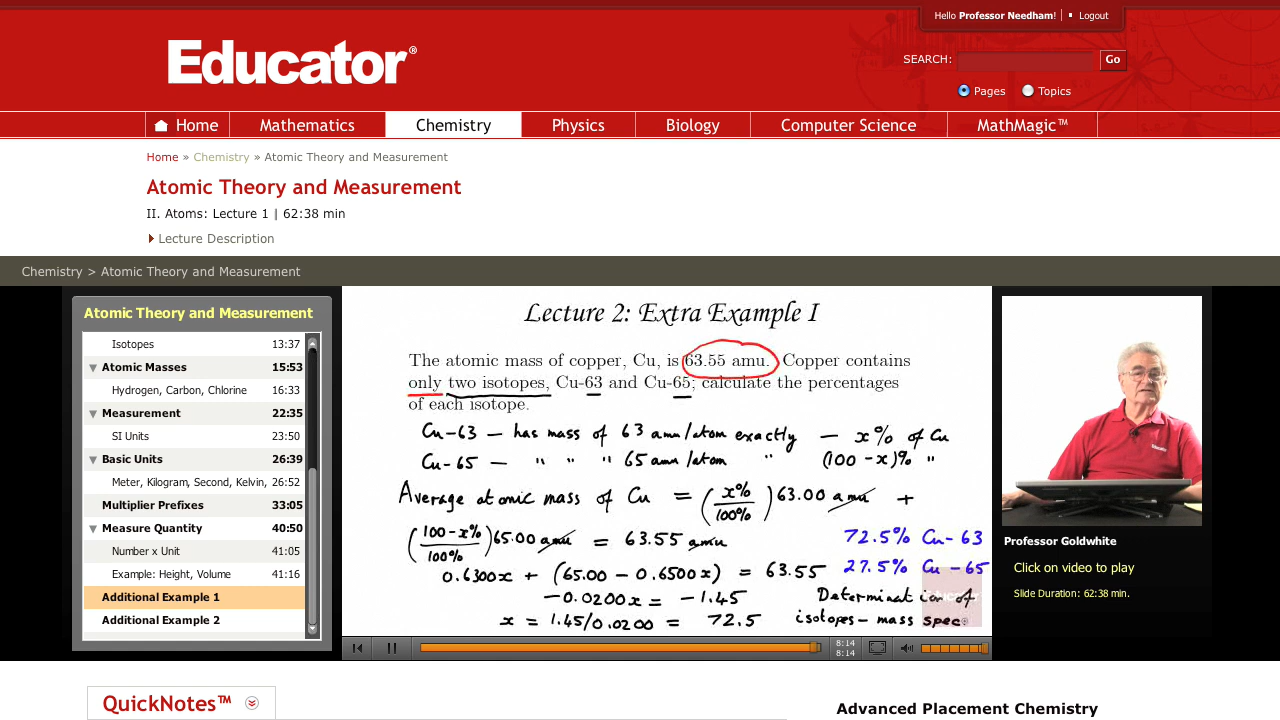 Hello Professor Needham! Logout
Educator®
SEARCH: Go
Pages Topics
Home Mathematics Chemistry Physics Biology Computer Science MathMagic™
Home » Chemistry » Atomic Theory and Measurement
Atomic Theory and Measurement
II. Atoms: Lecture 1 | 62:38 min
Lecture Description
Chemistry > Atomic Theory and Measurement
Atomic Theory and Measurement
Isotopes 13:37
Atomic Masses 15:53
Hydrogen, Carbon, Chlorine 16:33
Measurement 22:35
SI Units 23:50
Basic Units 26:39
Meter, Kilogram, Second, Kelvin, 26:52
Multiplier Prefixes 33:05
Measure Quantity 40:50
Number x Unit 41:05
Example: Height, Volume 41:16
Additional Example 1
Additional Example 2
Lecture 2: Extra Example I
The atomic mass of copper, Cu, is 63.55 amu. Copper contains
only two isotopes, Cu-63 and Cu-65; calculate the percentages
of each isotope.
Cu-63 — has mass of 63 amu/atom exactly — x% of Cu
Cu-65 — " " " 65 amu/atom " (100 - x)% "
Average atomic mass of Cu = (x%/100%) 63.00 amu +
(100 - x%/100%) 65.00 amu = 63.55 amu
72.5% Cu-63
0.6300x + (65.00 - 0.6500x) = 63.55
27.5% Cu-65
-0.0200x = -1.45
Determination of
x = 1.45/0.0200 = 72.5
isotopes - mass spec.
8:14
8:14
Professor Goldwhite
Click on video to play
Slide Duration: 62:38 min.
QuickNotes™
Advanced Placement Chemistry